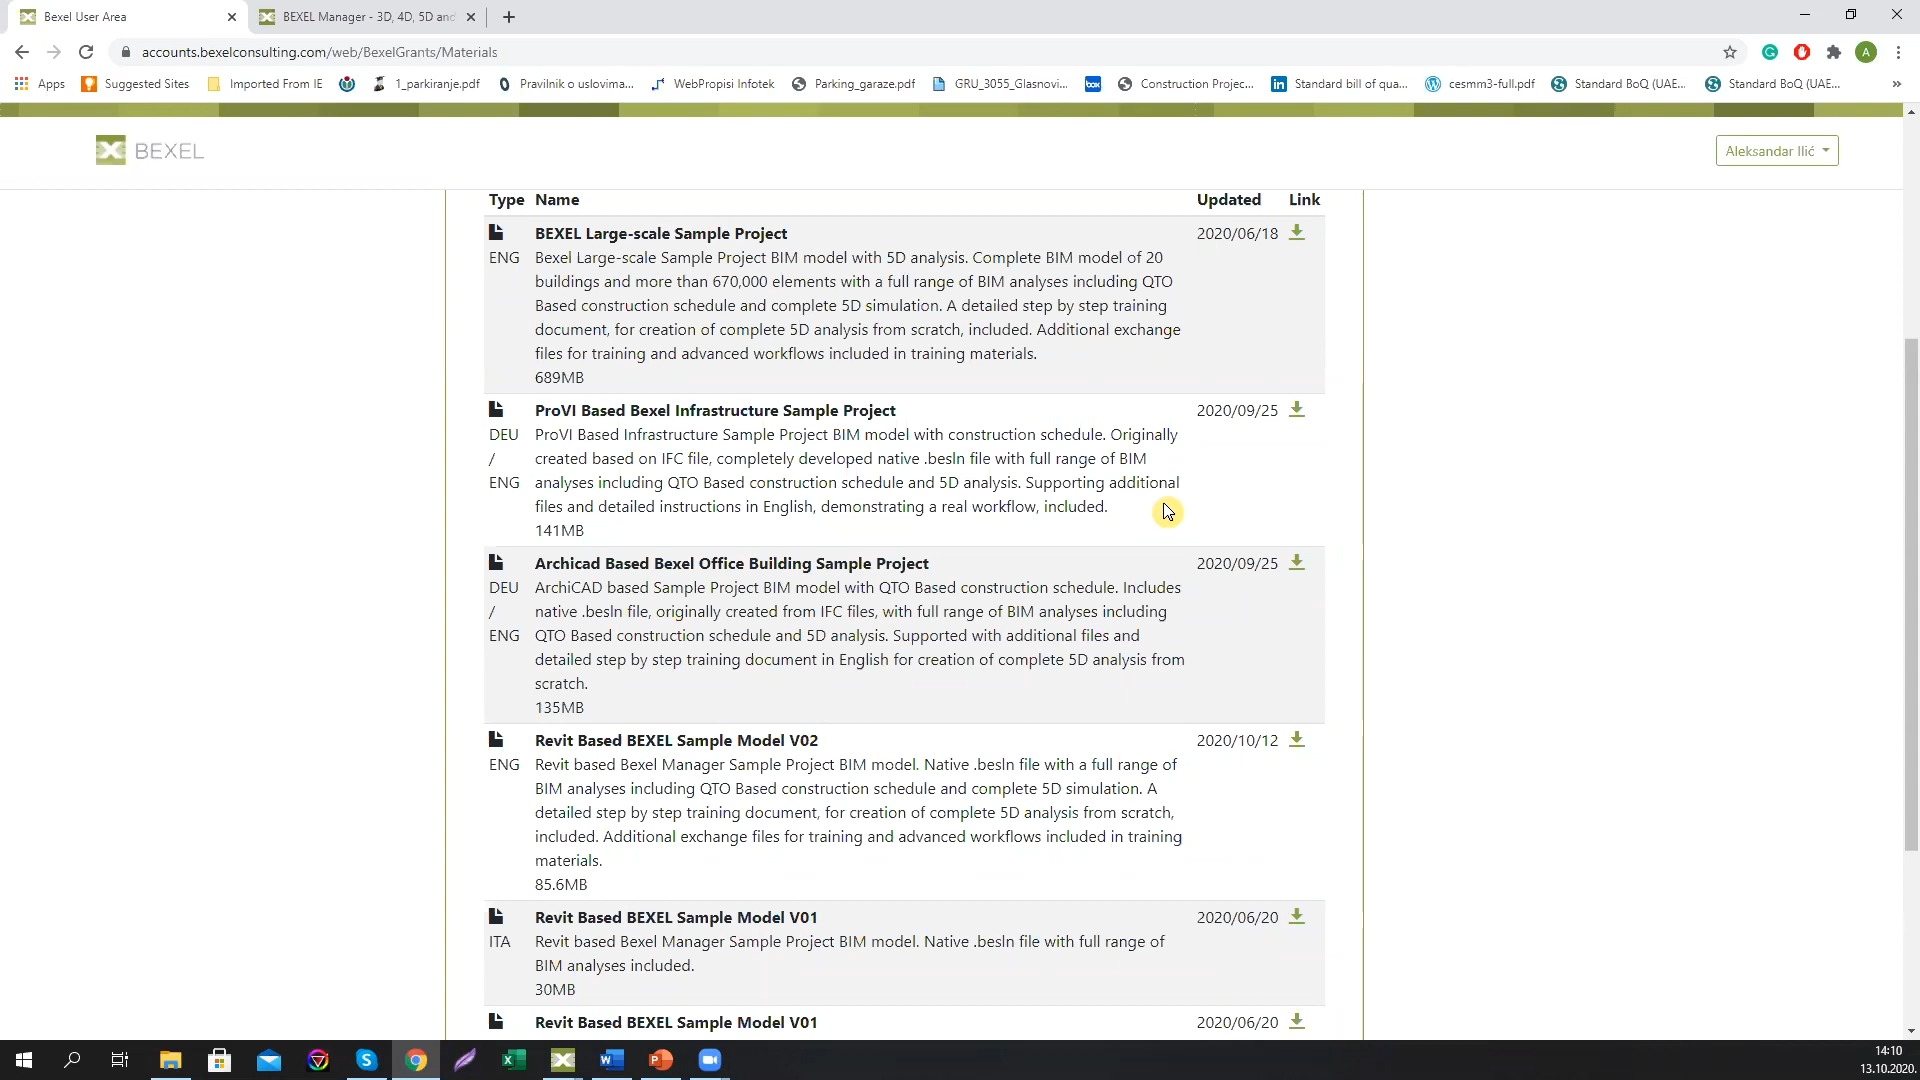 Bexel User Area
BEXEL Manager - 3D, 4D, 5D and
accounts.bexelconsulting.com/web/BexelGrants/Materials
A
Apps
Suggested Sites
Imported From IE
1_parkiranje.pdf
Pravilnik o uslovima...
WebPropisi Infotek
Parking_garaze.pdf
GRU_3055_Glasnovi...
box
Construction Projec...
in
Standard bill of qua...
cesmm3-full.pdf
Standard BoQ (UAE...
Standard BoQ (UAE...
»
BEXEL
Aleksandar Ilić
Type Name Updated Link
BEXEL Large-scale Sample Project 2020/06/18
ENG Bexel Large-scale Sample Project BIM model with 5D analysis. Complete BIM model of 20
buildings and more than 670,000 elements with a full range of BIM analyses including QTO
Based construction schedule and complete 5D simulation. A detailed step by step training
document, for creation of complete 5D analysis from scratch, included. Additional exchange
files for training and advanced workflows included in training materials.
689MB
ProVI Based Bexel Infrastructure Sample Project 2020/09/25
DEU ProVI Based Infrastructure Sample Project BIM model with construction schedule. Originally
/ created based on IFC file, completely developed native .besln file with full range of BIM
ENG analyses including QTO Based construction schedule and 5D analysis. Supporting additional
files and detailed instructions in English, demonstrating a real workflow, included.
141MB
Archicad Based Bexel Office Building Sample Project 2020/09/25
DEU ArchiCAD based Sample Project BIM model with QTO Based construction schedule. Includes
/ native .besln file, originally created from IFC files, with full range of BIM analyses including
ENG QTO Based construction schedule and 5D analysis. Supported with additional files and
detailed step by step training document in English for creation of complete 5D analysis from
scratch.
135MB
Revit Based BEXEL Sample Model V02 2020/10/12
ENG Revit based Bexel Manager Sample Project BIM model. Native .besln file with a full range of
BIM analyses including QTO Based construction schedule and complete 5D simulation. A
detailed step by step training document, for creation of complete 5D analysis from scratch,
included. Additional exchange files for training and advanced workflows included in training
materials.
85.6MB
Revit Based BEXEL Sample Model V01 2020/06/20
ITA Revit based Bexel Manager Sample Project BIM model. Native .besln file with full range of
BIM analyses included.
30MB
Revit Based BEXEL Sample Model V01 2020/06/20
14:10
13.10.2020.